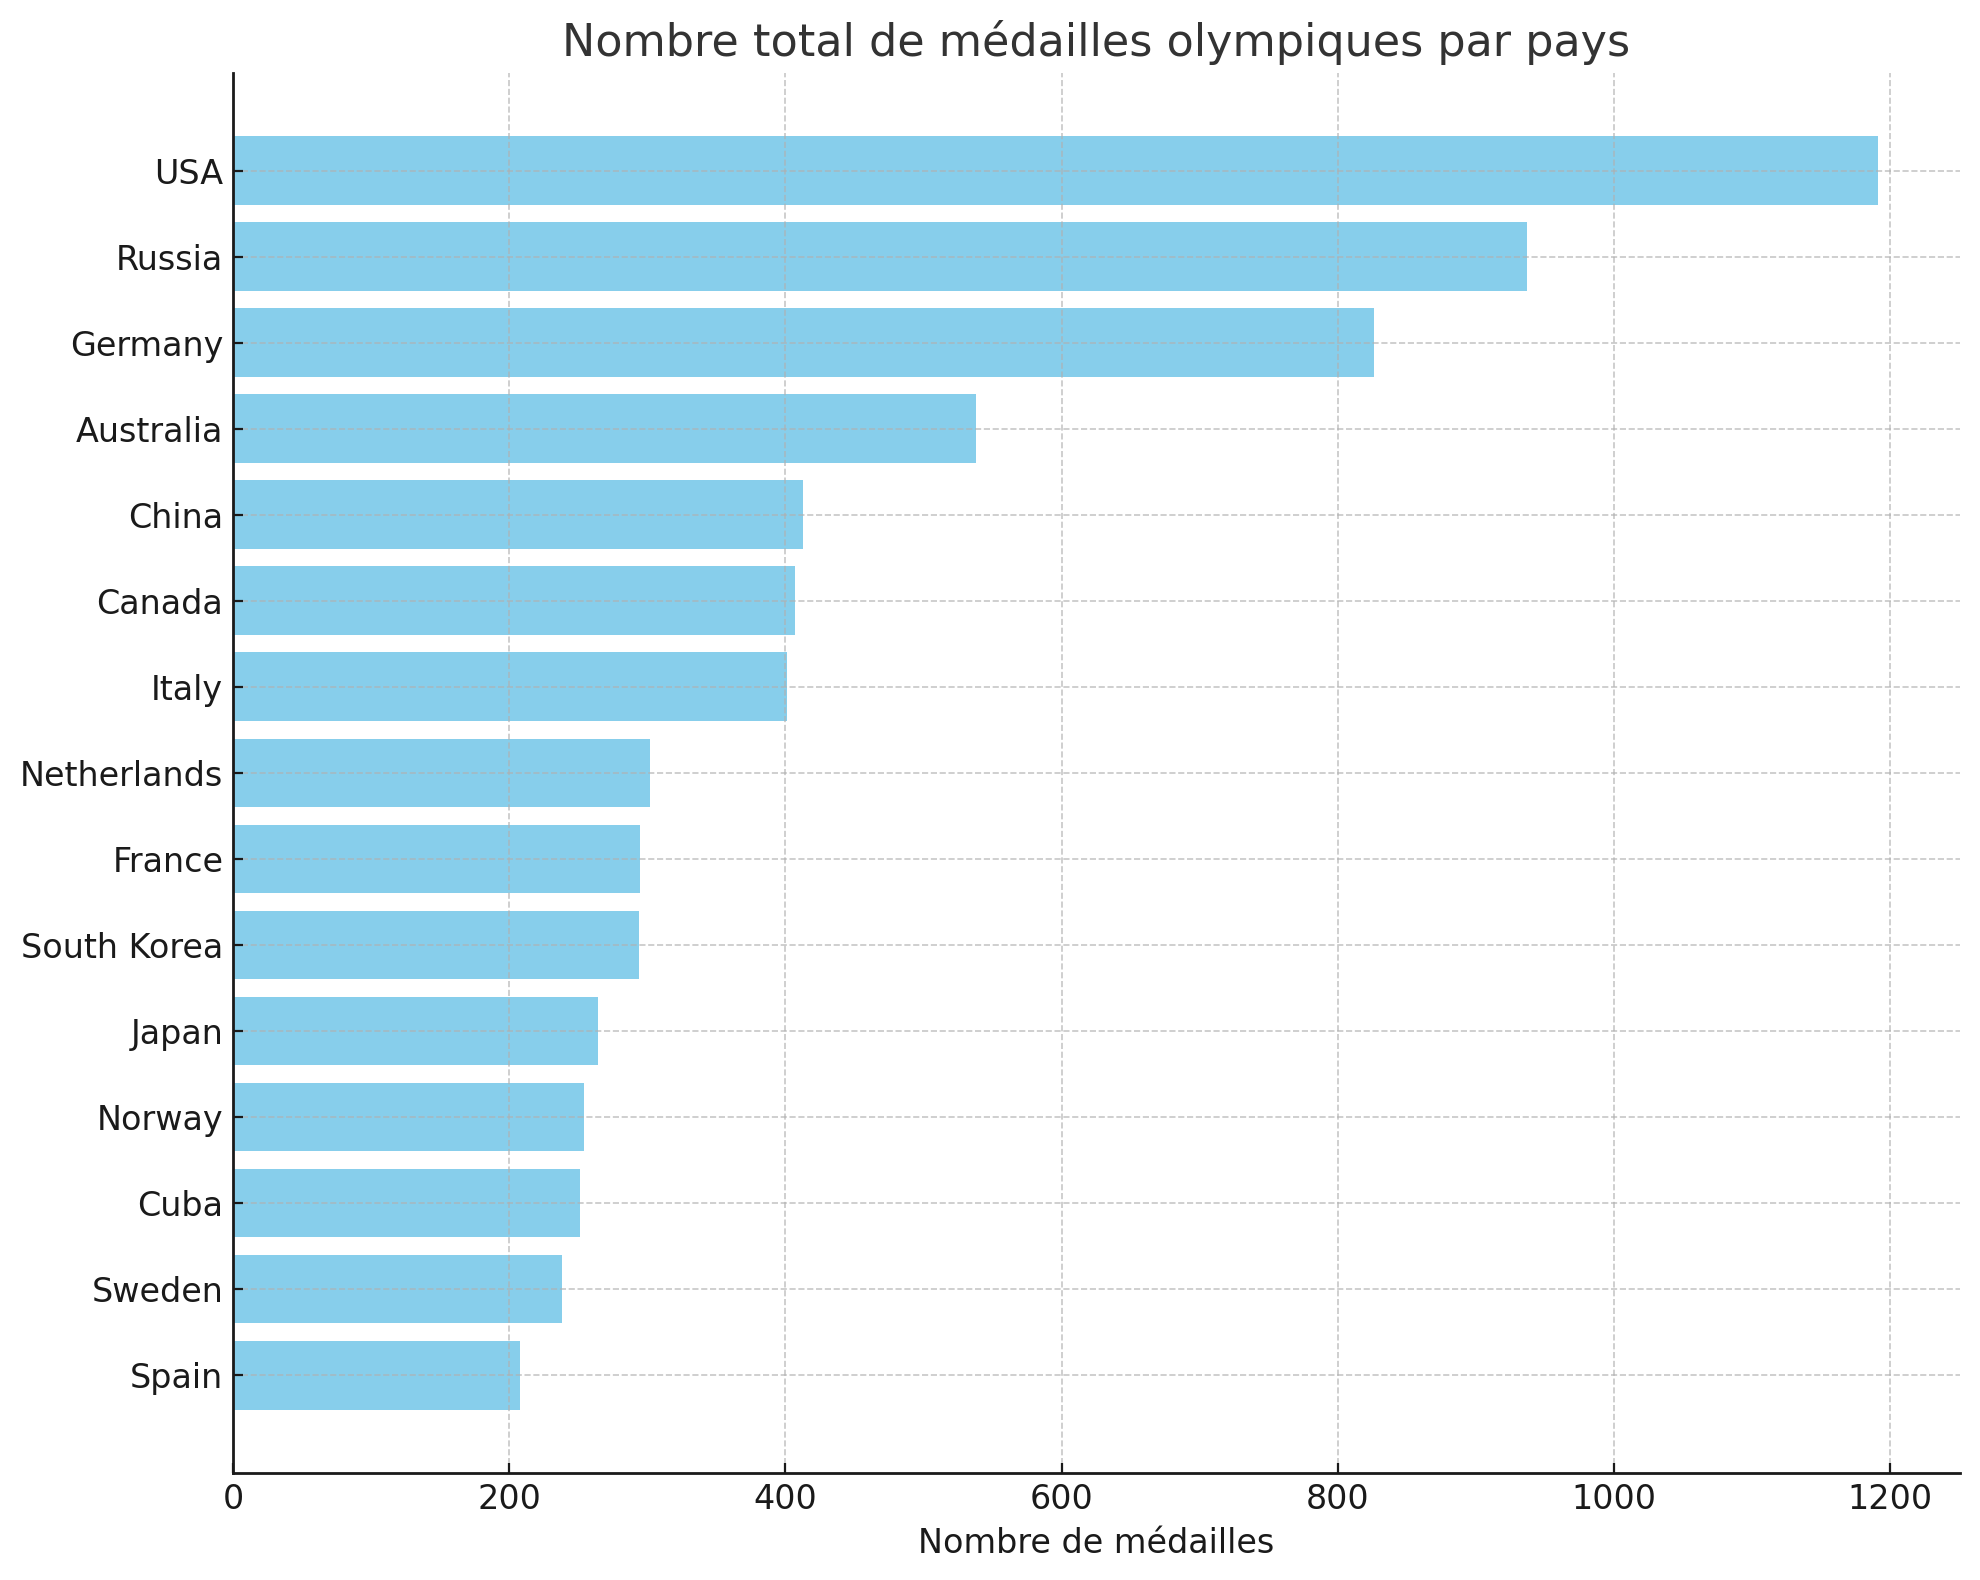 Nombre total de médailles olympiques par pays
USA
Russia
Germany
Australia
China
Canada
Italy
Netherlands
France
South Korea
Japan
Norway
Cuba
Sweden
Spain
0 200 400 600 800 1000 1200
Nombre de médailles